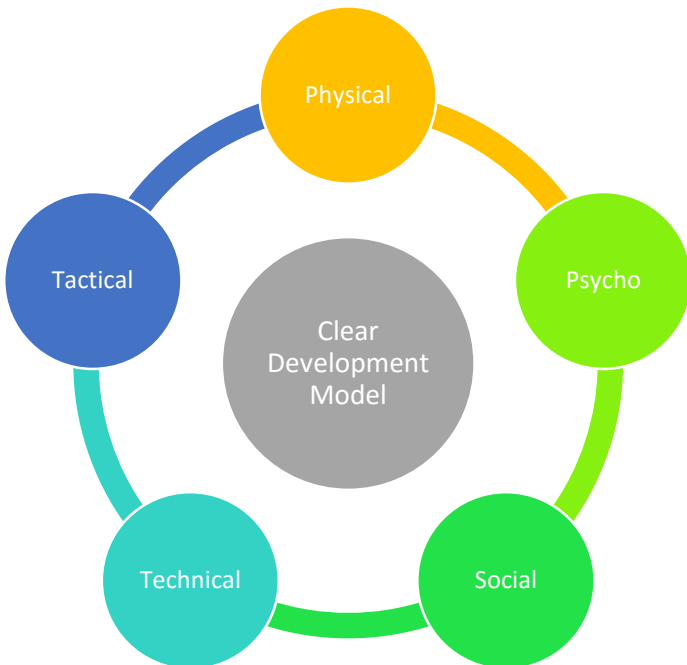 Physical
Tactical
Psycho
Clear
Development
Model
Technical
Social